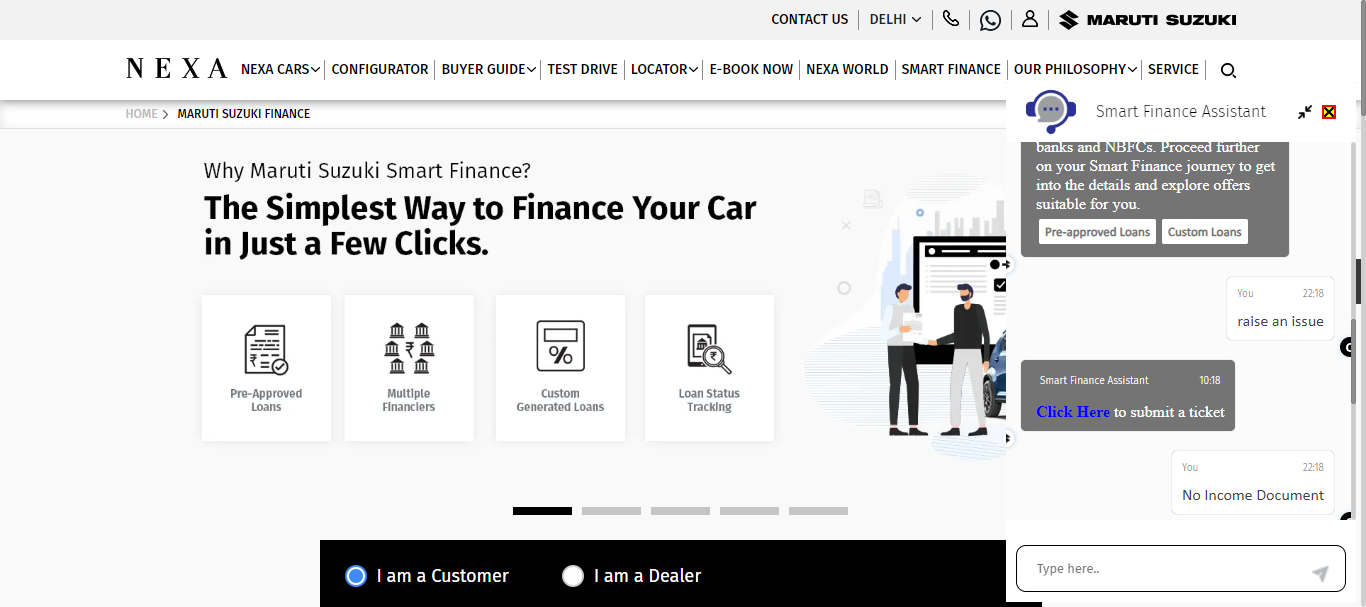 CONTACT US
DELHI
MARUTI SUZUKI
NEXA
NEXA CARS
CONFIGURATOR
BUYER GUIDE
TEST DRIVE
LOCATOR
E-BOOK NOW
NEXA WORLD
SMART FINANCE
OUR PHILOSOPHY
SERVICE
HOME
MARUTI SUZUKI FINANCE
Why Maruti Suzuki Smart Finance?
The Simplest Way to Finance Your Car
in Just a Few Clicks.
Pre-Approved
Loans
Multiple
Financiers
Custom
Generated Loans
Loan Status
Tracking
I am a Customer
I am a Dealer
Smart Finance Assistant
banks and NBFCs. Proceed further
on your Smart Finance journey to get
into the details and explore offers
suitable for you.
Pre-approved Loans
Custom Loans
You 22:18
raise an issue
Smart Finance Assistant 10:18
Click Here to submit a ticket
You 22:18
No Income Document
Type here..